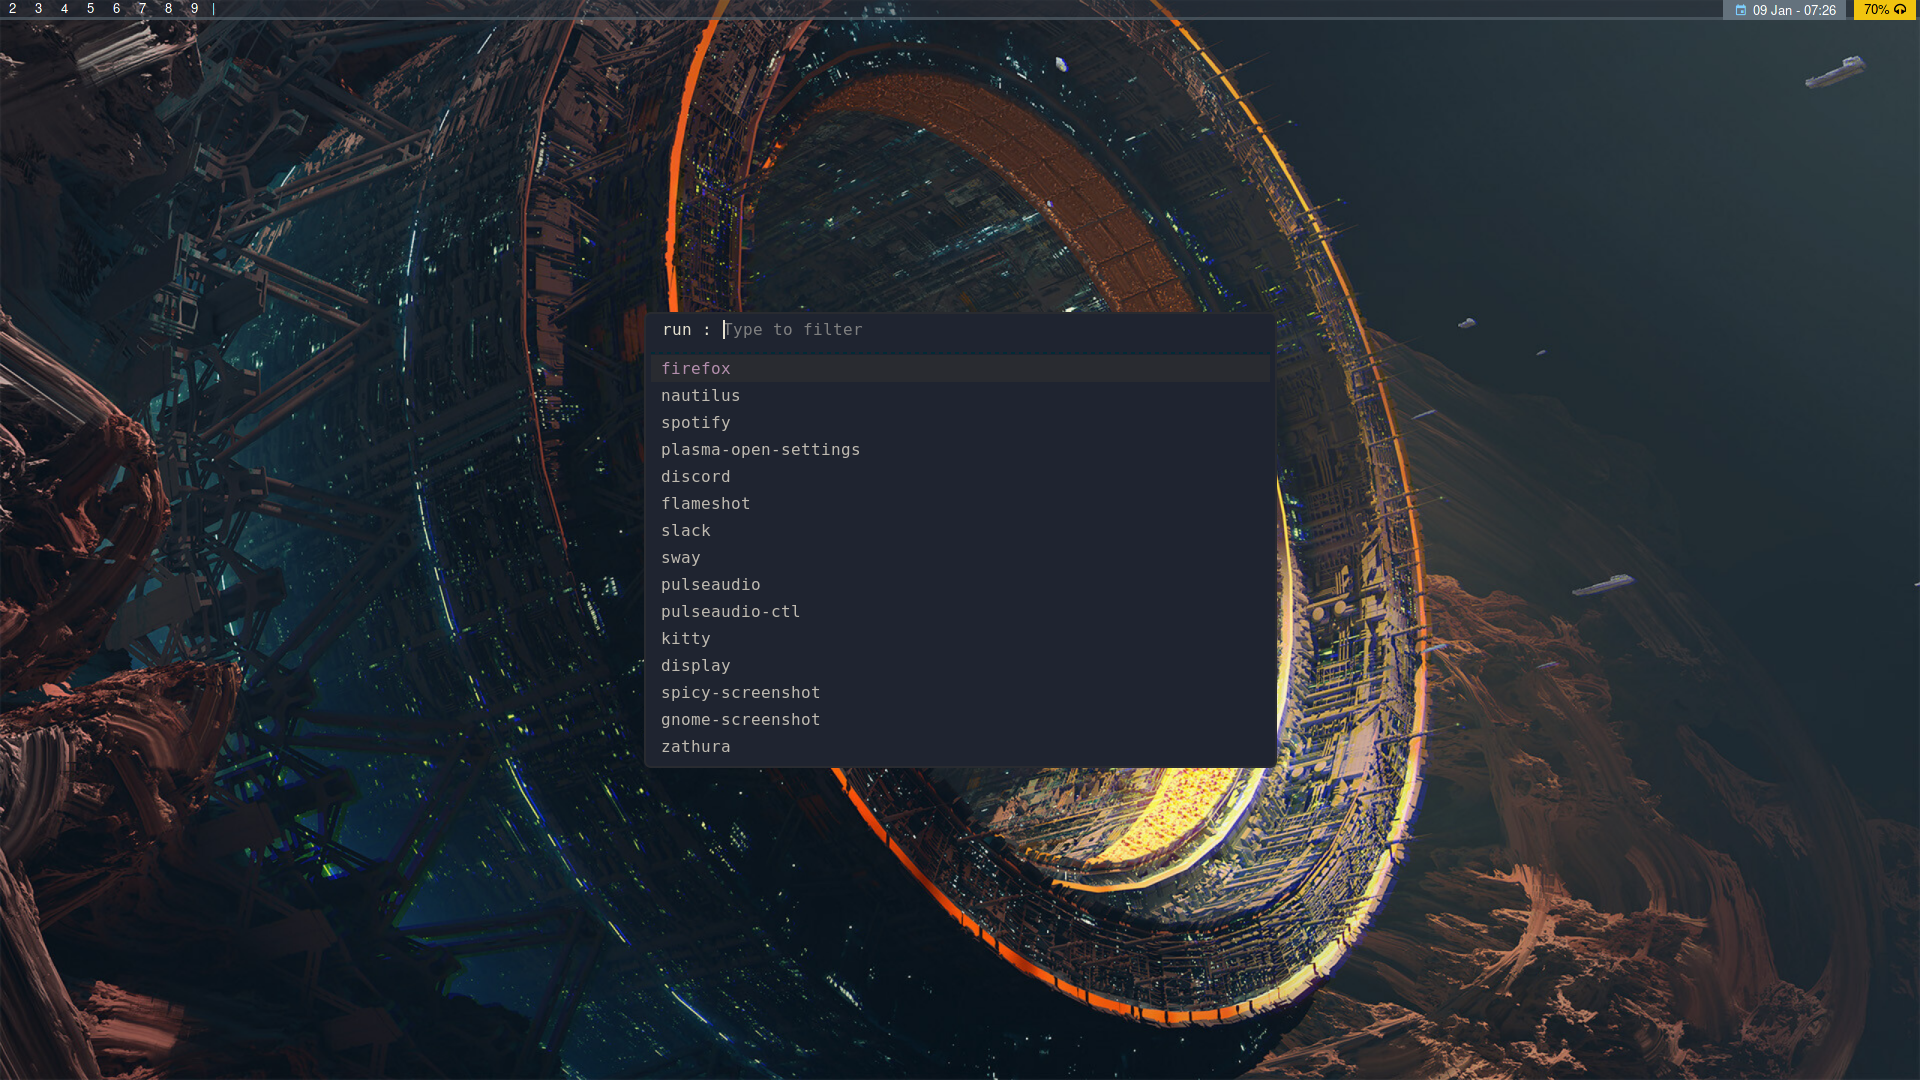 2 3 4 5 6 7 8 9 | 09 Jan - 07:26 70%
run : Type to filter
firefox
nautilus
spotify
plasma-open-settings
discord
flameshot
slack
sway
pulseaudio
pulseaudio-ctl
kitty
display
spicy-screenshot
gnome-screenshot
zathura